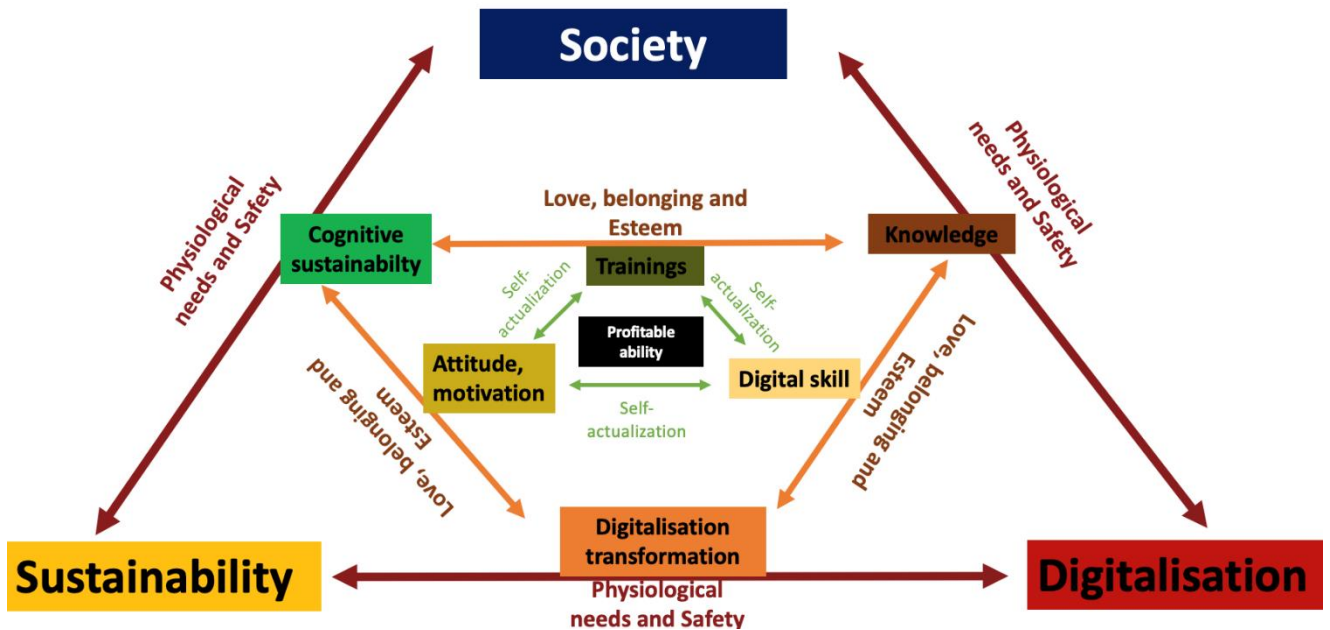 Society
Physiological
needs and Safety
Physiological
needs and Safety
Love, belonging and
Esteem
Cognitive
sustainabilty
Knowledge
Trainings
Self-
actualization
Self-
actualization
Profitable
ability
Attitude,
motivation
Digital skill
Self-
actualization
Love, belonging and
Esteem
Love, belonging and
Esteem
Digitalisation
transformation
Sustainability
Digitalisation
Physiological
needs and Safety